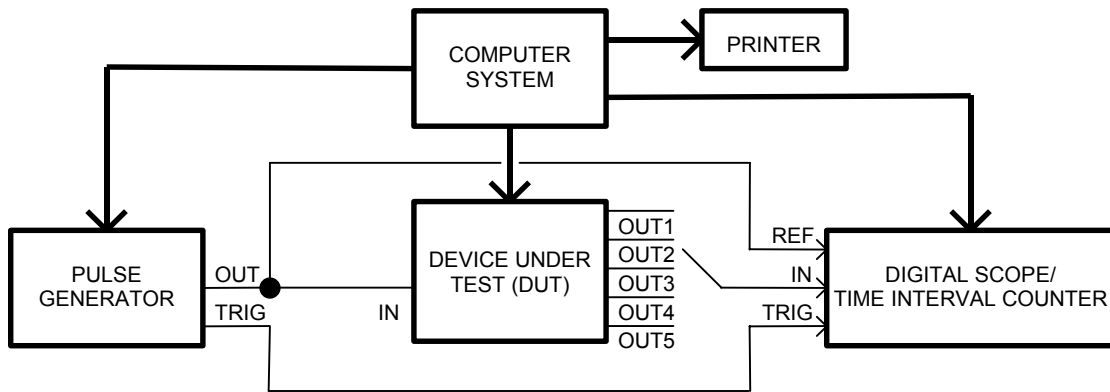 COMPUTER
SYSTEM
PRINTER
PULSE
GENERATOR
OUT
TRIG
IN
DEVICE UNDER
TEST (DUT)
OUT1
OUT2
OUT3
OUT4
OUT5
REF
IN
TRIG
DIGITAL SCOPE/
TIME INTERVAL COUNTER